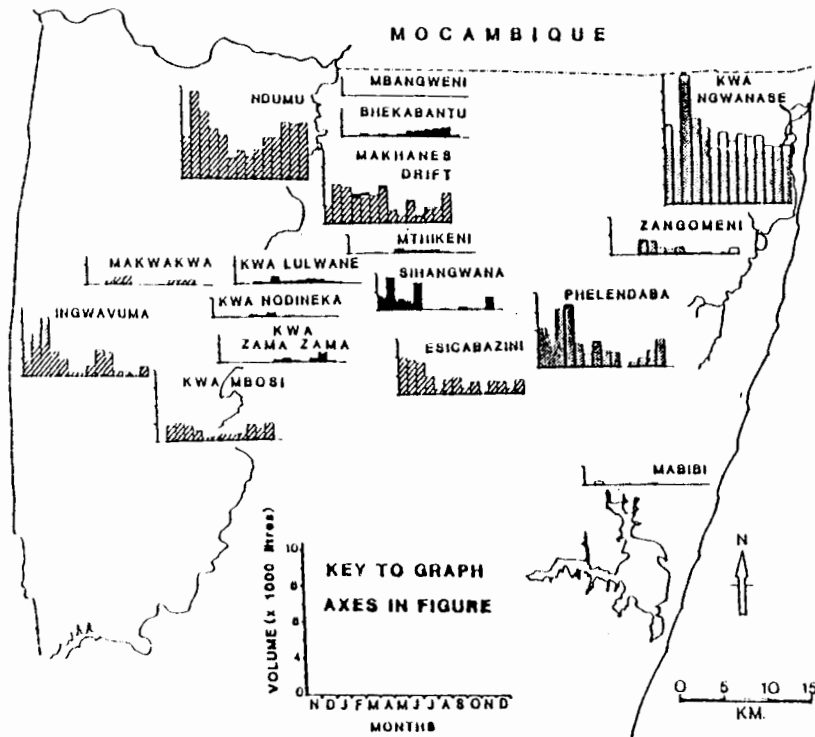 MOCAMBIQUE
MBANGWENI
NDUMU
KWA
NGWANASE
BHEKABANTU
MAKHANES
DRIFT
ZANGOMENI
MTHIKENI
MAKWAKWA
KWA LULWANE
SIHANGWANA
PHELENDABA
KWA NODINEKA
INGWAVUMA
KWA
ZAMA ZAMA
ESICABAZINI
KWA MBOSI
MABIBI
KEY TO GRAPH
AXES IN FIGURE
VOLUME (x 1000 litres)
10
8
6
4
0
N D J F M A M J J A S O N D
MONTHS
N
0 5 10 15
KM.